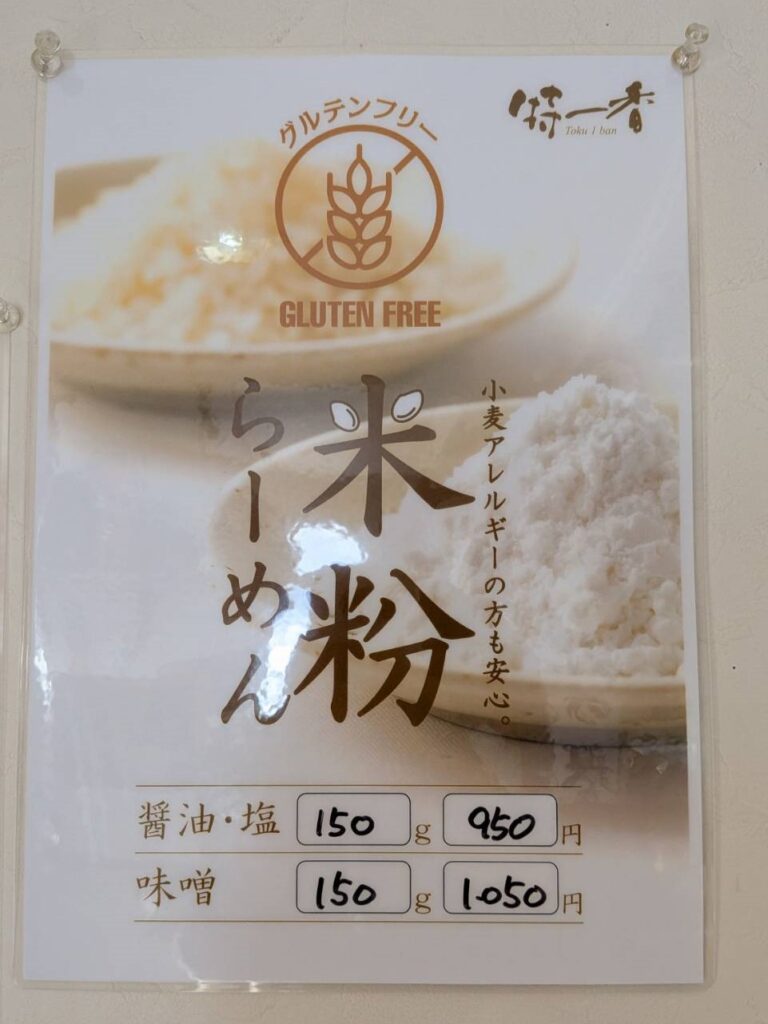 特一香
Toku 1 ban
グルテンフリー
GLUTEN FREE
小麦アレルギーの方も安心。
米粉
らーめん
醤油・塩 150 g 950 円
味噌 150 g 1.050 円